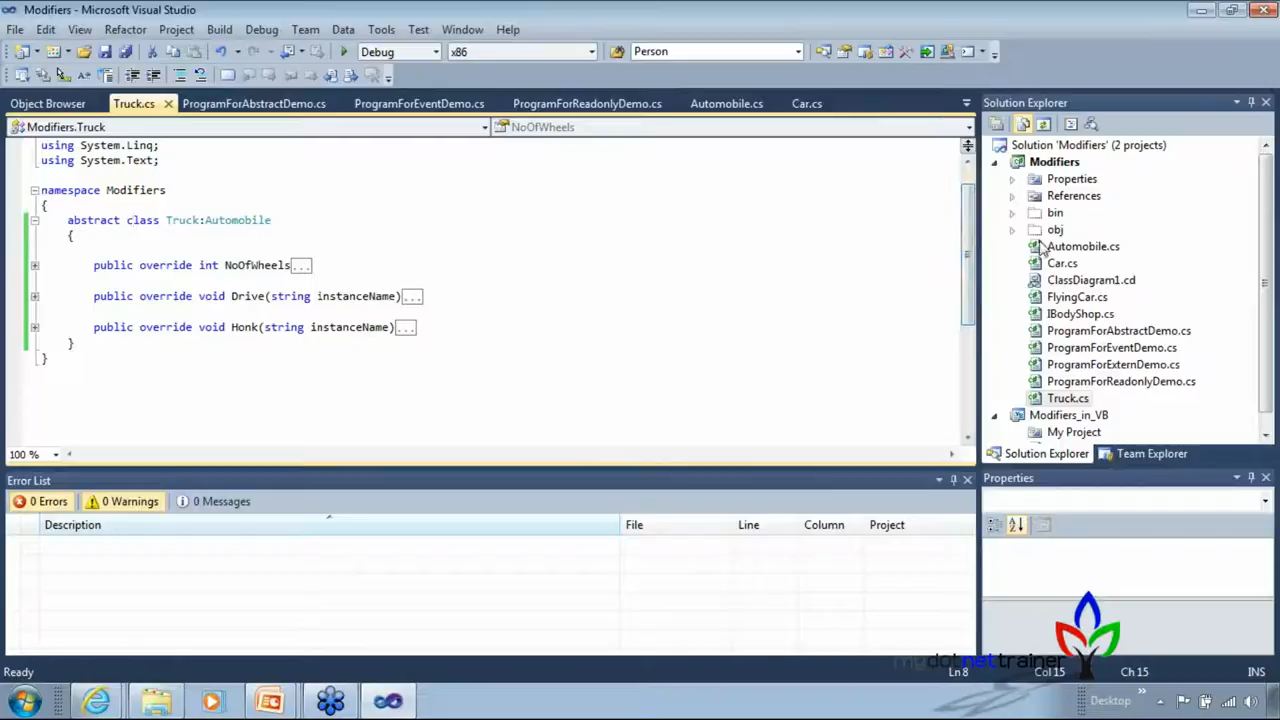 Modifiers - Microsoft Visual Studio
File Edit View Refactor Project Build Debug Team Data Tools Test Window Help
Debug x86 Person
Object Browser Truck.cs ProgramForAbstractDemo.cs ProgramForEventDemo.cs ProgramForReadonlyDemo.cs Automobile.cs Car.cs
Modifiers.Truck NoOfWheels
using System.Linq;
using System.Text;
namespace Modifiers
{
abstract class Truck:Automobile
{
public override int NoOfWheels...
public override void Drive(string instanceName)...
public override void Honk(string instanceName)...
}
}
100 %
Solution Explorer
Solution 'Modifiers' (2 projects)
Modifiers
Properties
References
bin
obj
Automobile.cs
Car.cs
ClassDiagram1.cd
FlyingCar.cs
IBodyShop.cs
ProgramForAbstractDemo.cs
ProgramForEventDemo.cs
ProgramForExternDemo.cs
ProgramForReadonlyDemo.cs
Truck.cs
Modifiers_in_VB
My Project
Solution Explorer Team Explorer
Error List
0 Errors 0 Warnings 0 Messages
Description File Line Column Project
Properties
mydotnettrainer
Ready Ln 8 Col 15 Ch 15 INS
Desktop